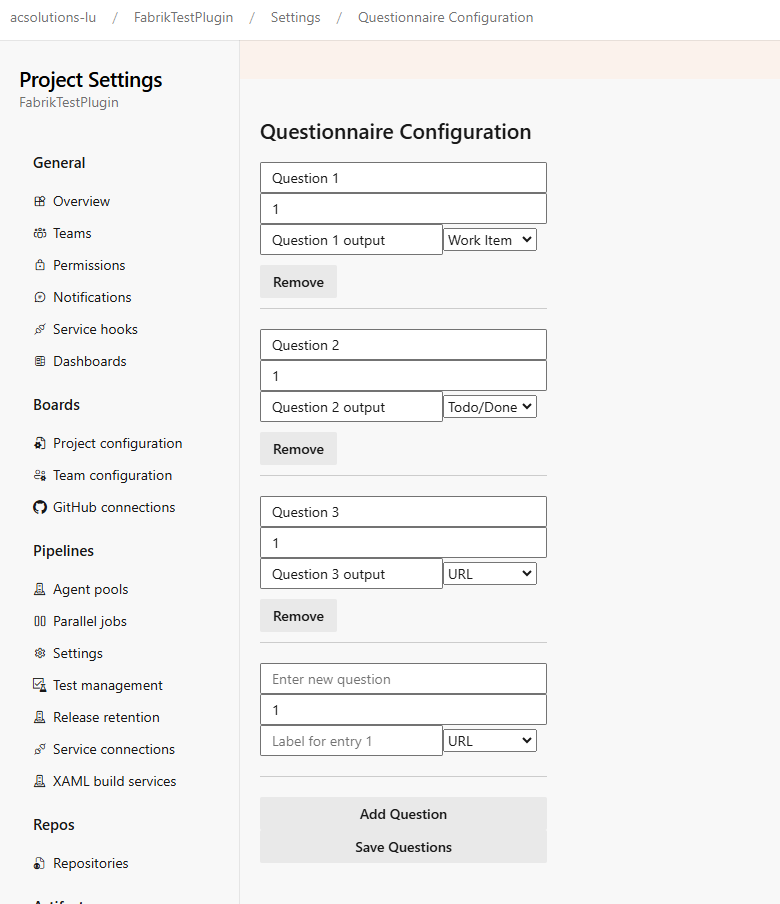 acsolutions-lu / FabrikTestPlugin / Settings / Questionnaire Configuration
Project Settings
FabrikTestPlugin
General
Overview
Teams
Permissions
Notifications
Service hooks
Dashboards
Boards
Project configuration
Team configuration
GitHub connections
Pipelines
Agent pools
Parallel jobs
Settings
Test management
Release retention
Service connections
XAML build services
Repos
Repositories
Questionnaire Configuration
Question 1
1
Question 1 output Work Item
Remove
Question 2
1
Question 2 output Todo/Done
Remove
Question 3
1
Question 3 output URL
Remove
Enter new question
1
Label for entry 1 URL
Add Question
Save Questions